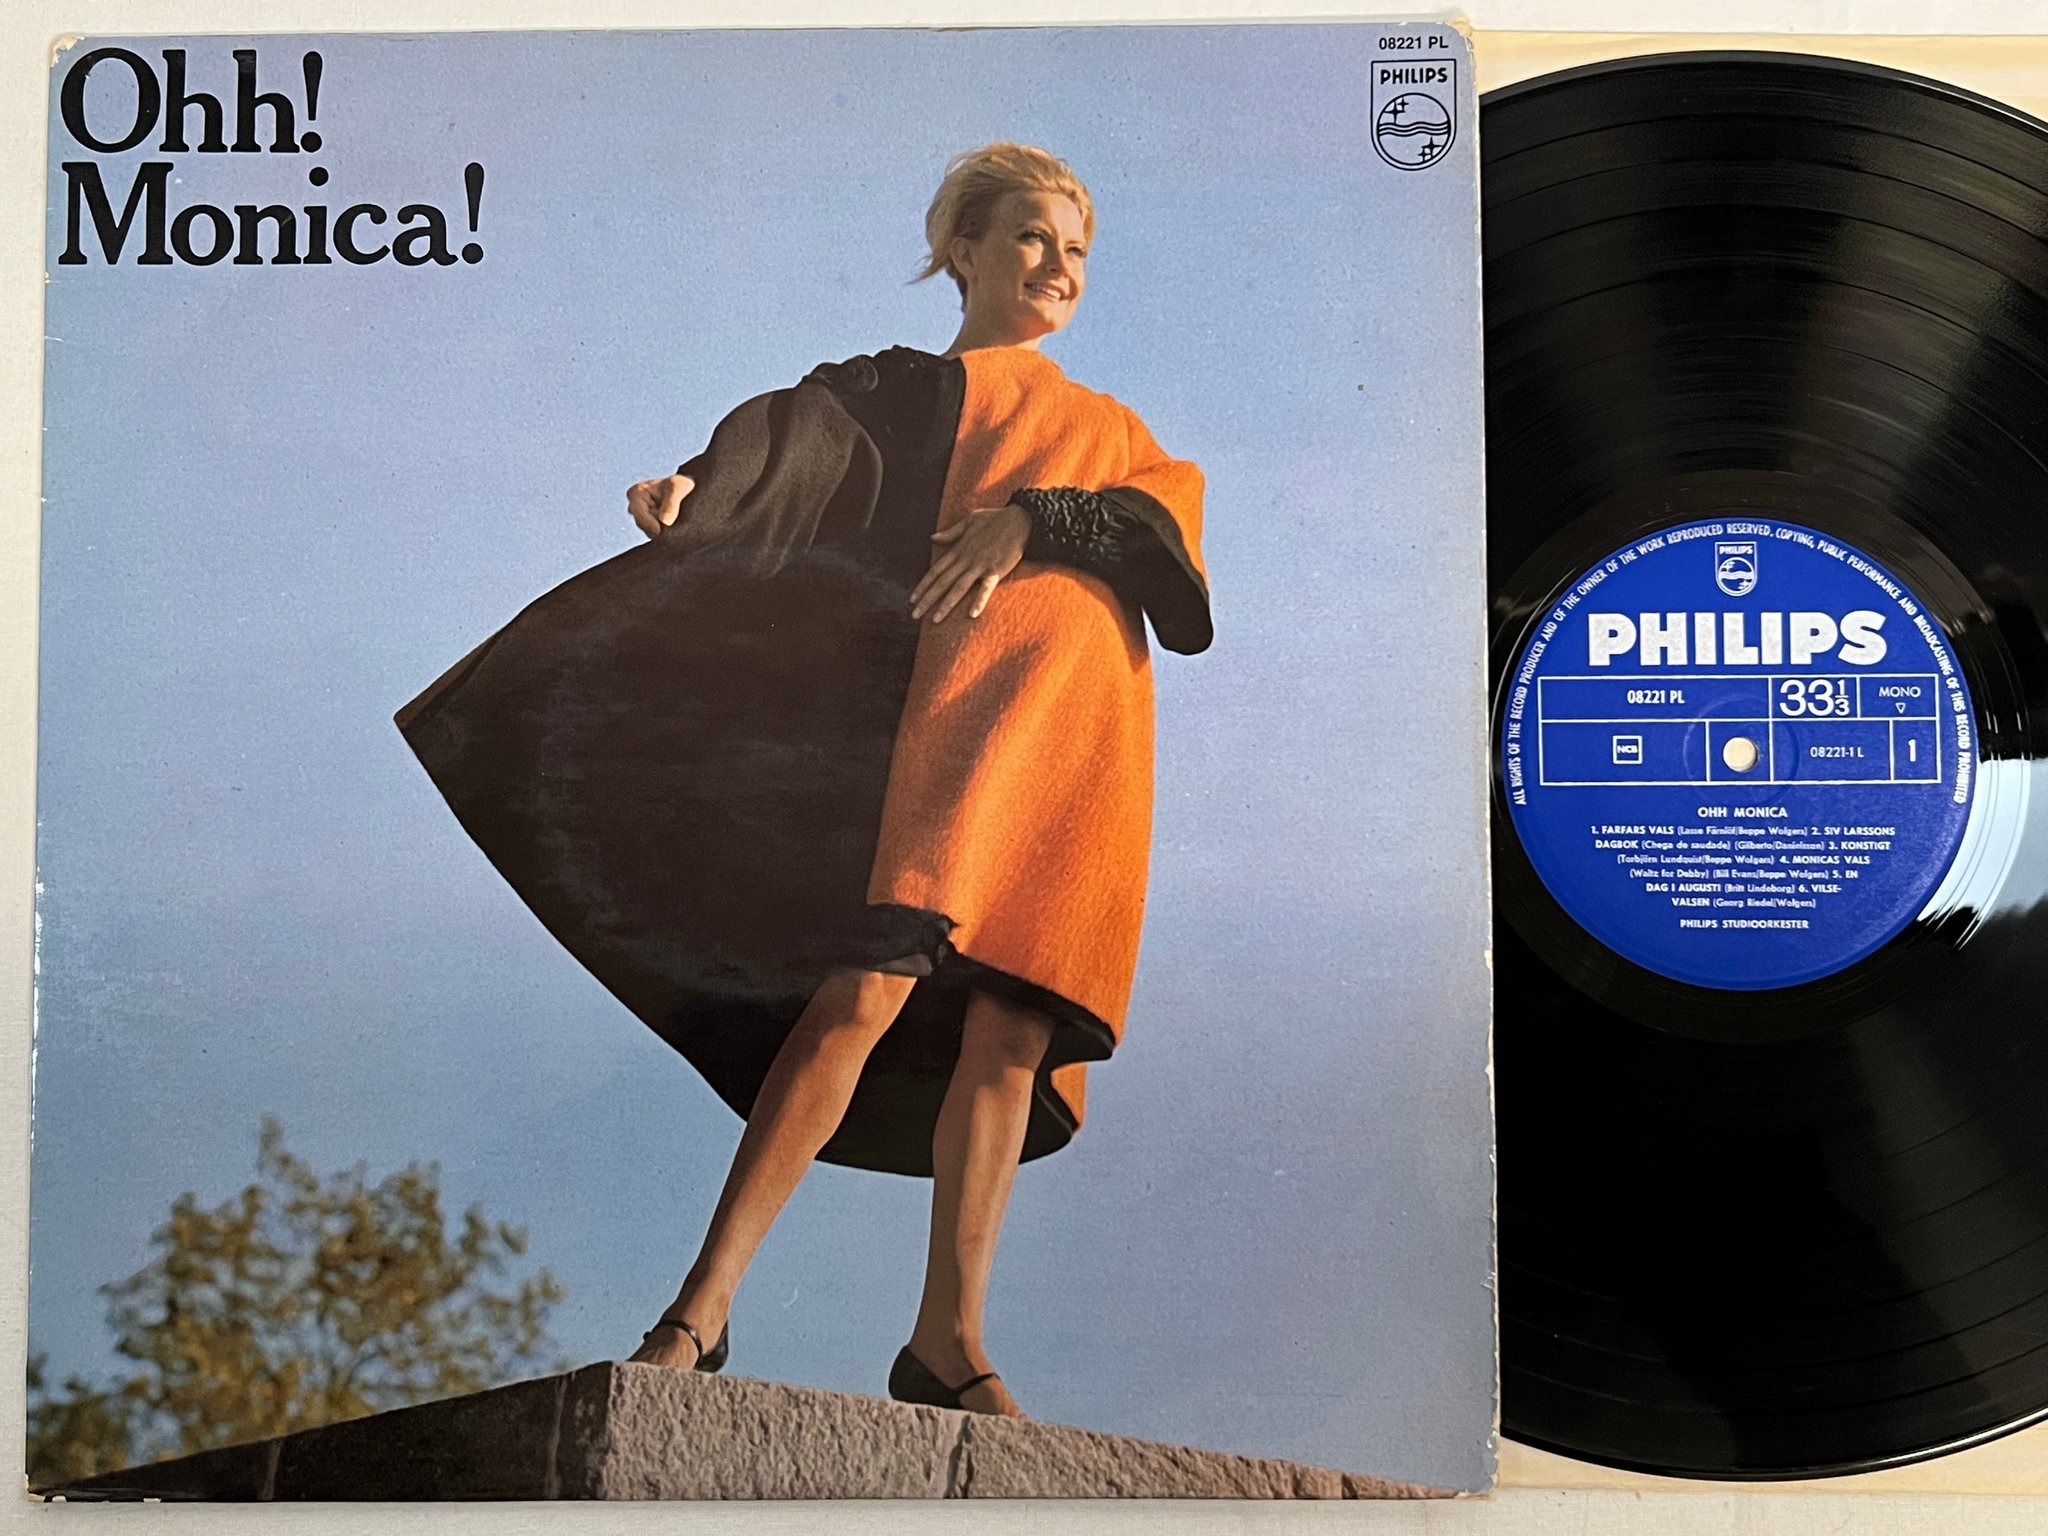 Ohh!
Monica!
08221 PL
PHILIPS
ALL RIGHTS OF THE RECORD PRODUCER AND OF THE OWNER OF THE WORK REPRODUCED RESERVED. COPYING, PUBLIC PERFORMANCE AND BROADCASTING OF THIS RECORD PROHIBITED
PHILIPS
PHILIPS
08221 PL
33 1/3
MONO
NCB
08221-1 L
1
OHH MONICA
1. FARFARS VALS (Lasse Färnlöf/Beppe Wolgers) 2. SIV LARSSONS
DAGBOK (Chega de saudade) (Gilberto/Danielsson) 3. KONSTIGT
(Torbjörn Lundquist/Beppe Wolgers) 4. MONICAS VALS
(Waltz for Debby) (Bill Evans/Beppe Wolgers) 5. EN
DAG I AUGUSTI (Britt Lindeborg) 6. VILSE-
VALSEN (Georg Riedel/Wolgers)
PHILIPS STUDIOORKESTER